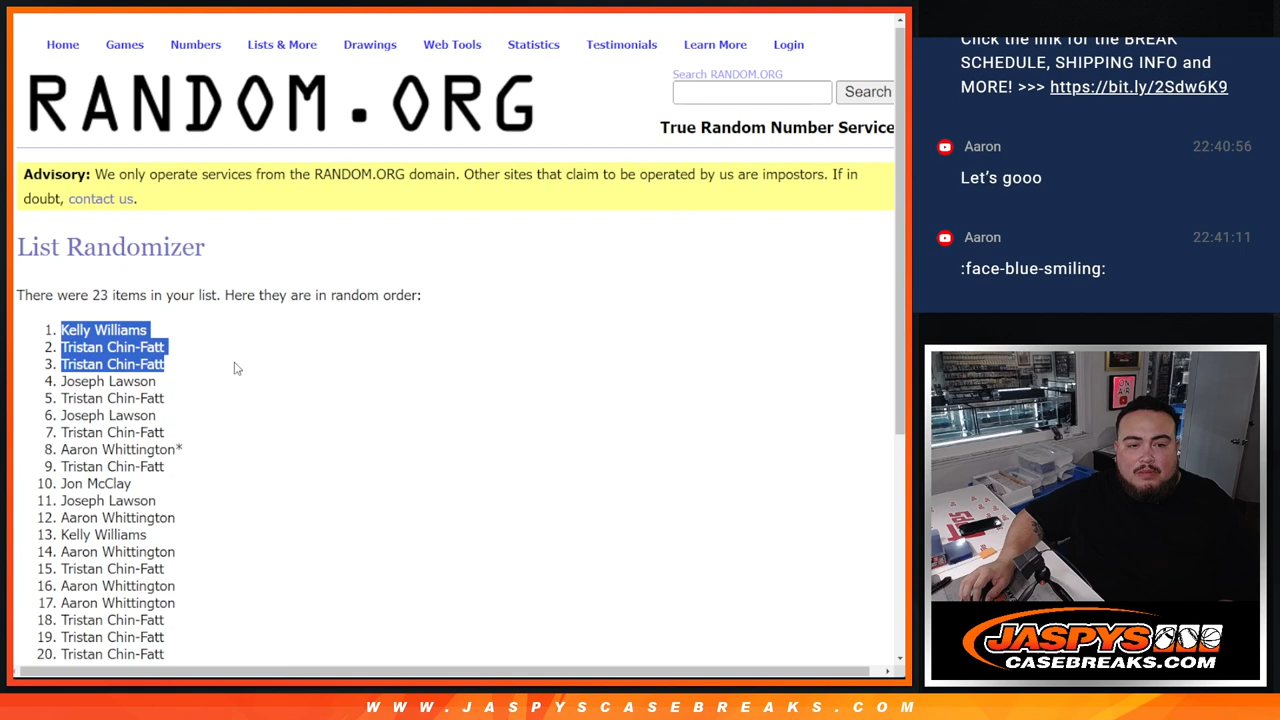 Home Games Numbers Lists & More Drawings Web Tools Statistics Testimonials Learn More Login
RANDOM.ORG
Search RANDOM.ORG
Search
True Random Number Service
Advisory: We only operate services from the RANDOM.ORG domain. Other sites that claim to be operated by us are impostors. If in
doubt, contact us.
List Randomizer
There were 23 items in your list. Here they are in random order:
1. Kelly Williams
2. Tristan Chin-Fatt
3. Tristan Chin-Fatt
4. Joseph Lawson
5. Tristan Chin-Fatt
6. Joseph Lawson
7. Tristan Chin-Fatt
8. Aaron Whittington*
9. Tristan Chin-Fatt
10. Jon McClay
11. Joseph Lawson
12. Aaron Whittington
13. Kelly Williams
14. Aaron Whittington
15. Tristan Chin-Fatt
16. Aaron Whittington
17. Aaron Whittington
18. Tristan Chin-Fatt
19. Tristan Chin-Fatt
20. Tristan Chin-Fatt
Click the link for the BREAK
SCHEDULE, SHIPPING INFO and
MORE! >>> https://bit.ly/2Sdw6K9
Aaron 22:40:56
Let's gooo
Aaron 22:41:11
:face-blue-smiling:
ON
AIR
JASPYS
CASEBREAKS.COM
WWW.JASPYSCASEBREAKS.COM